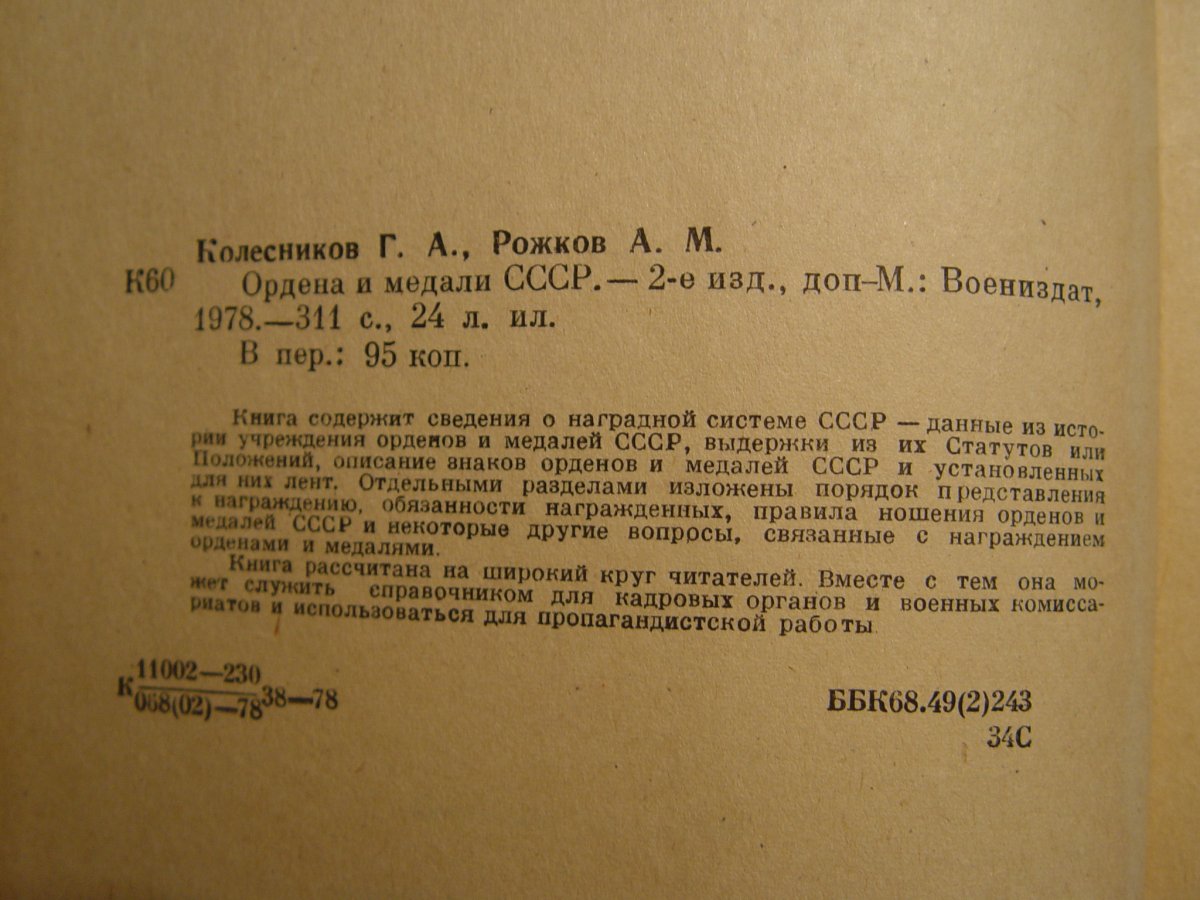 Колесников Г. А., Рожков А. М.
К60
Ордена и медали СССР.— 2-е изд., доп–М.: Воениздат,
1978.—311 с., 24 л. ил.
В пер.: 95 коп.
Книга содержит сведения о наградной системе СССР — данные из исто-
рии учреждения орденов и медалей СССР, выдержки из их Статутов или
Положений, описание знаков орденов и медалей СССР и установленных
для них лент. Отдельными разделами изложены порядок представления
к награждению, обязанности награжденных, правила ношения орденов и
медалей СССР и некоторые другие вопросы, связанные с награждением
орденами и медалями.
Книга рассчитана на широкий круг читателей. Вместе с тем она мо-
жет служить справочником для кадровых органов и военных комисса-
риатов и использоваться для пропагандистской работы.
11002—230
К 38—78
068(02)—78
ББК68.49(2)243
34С